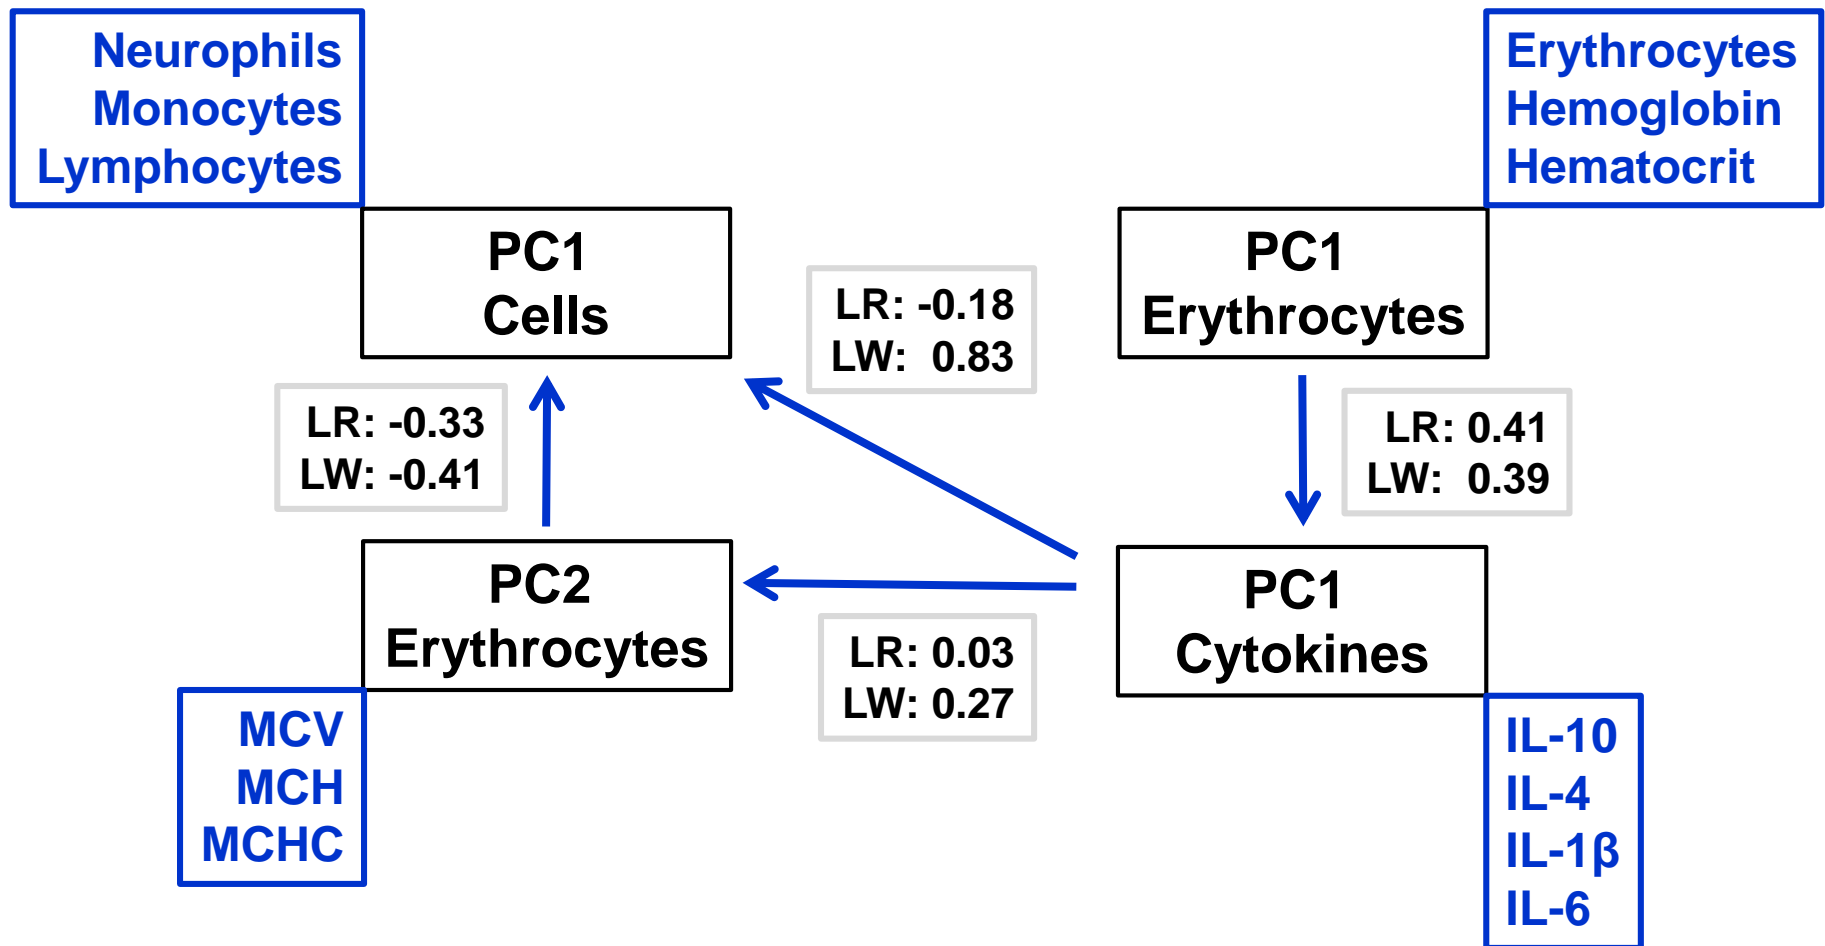 Neurophils
Monocytes
Lymphocytes
Erythrocytes
Hemoglobin
Hematocrit
PC1
Cells
LR: -0.18
LW: 0.83
PC1
Erythrocytes
LR: -0.33
LW: -0.41
LR: 0.41
LW: 0.39
PC2
Erythrocytes
LR: 0.03
LW: 0.27
PC1
Cytokines
MCV
MCH
MCHC
IL-10
IL-4
IL-1β
IL-6